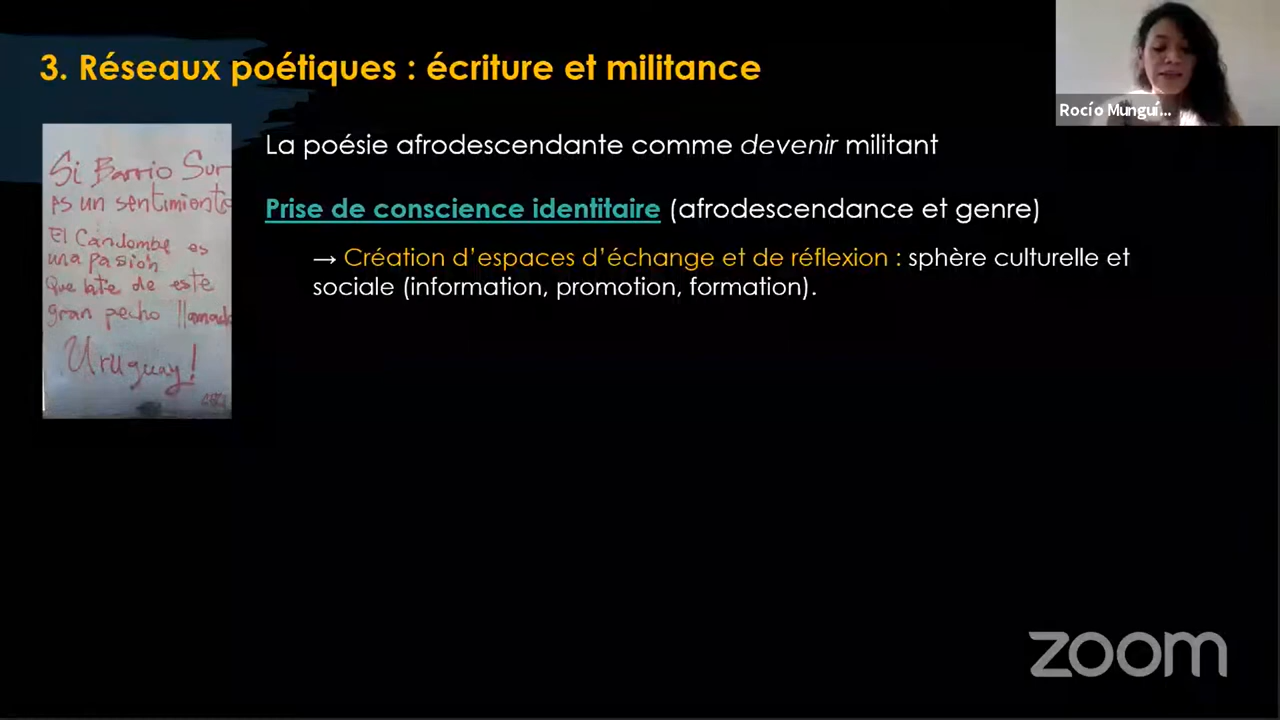 3. Réseaux poétiques : écriture et militance
Rocío Munguí...
La poésie afrodescendante comme devenir militant
Prise de conscience identitaire (afrodescendance et genre)
→ Création d'espaces d'échange et de réflexion : sphère culturelle et
sociale (information, promotion, formation).
Si Barrio Sur
es un sentimiento
El Candombe es
una pasión
Que late de este
gran pecho llamado
Uruguay!
zoom